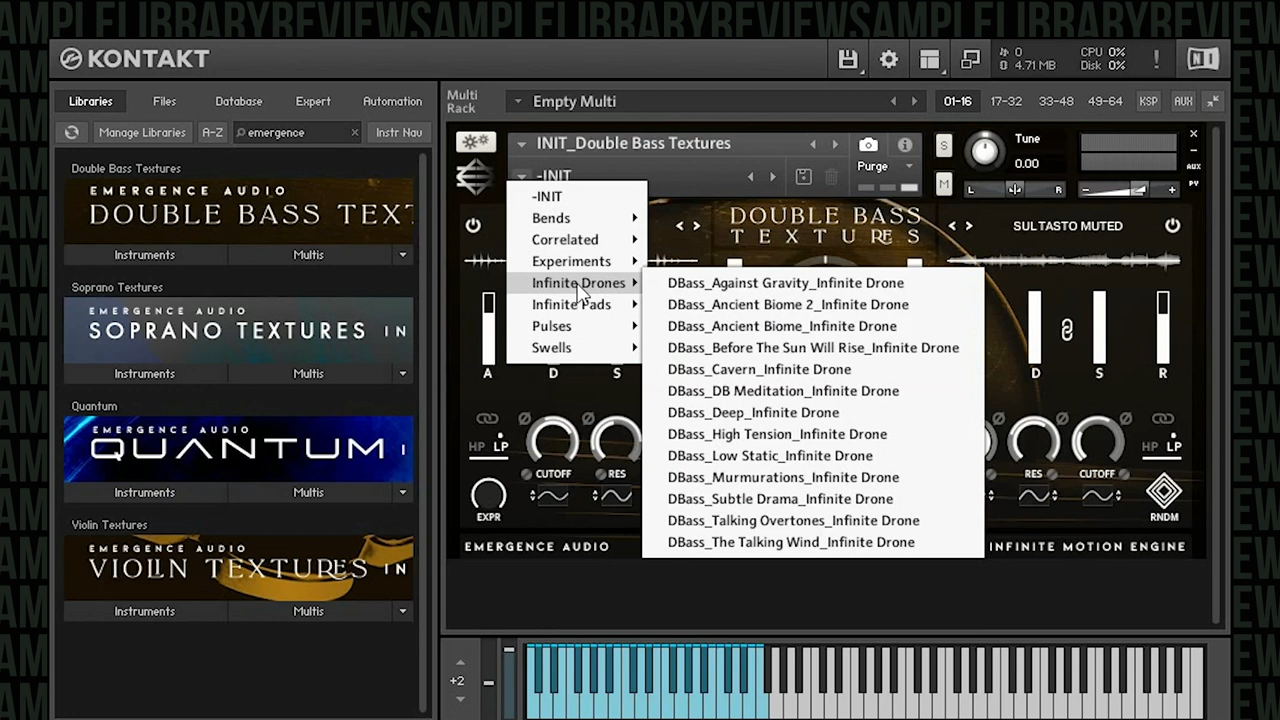 SAMPLELIBRARYREVIEWSAMPLELIBRARYREVIEWSAMPLELIBRARYREVIEW
KONTAKT
0
4.71 MB
CPU 0%
Disk 0%
!
NI
Libraries
Files
Database
Expert
Automation
Manage Libraries
A-Z
emergence
Instr Nav
Double Bass Textures
EMERGENCE AUDIO
DOUBLE BASS TEXT
Instruments
Multis
Soprano Textures
EMERGENCE AUDIO
SOPRANO TEXTURES IN
Instruments
Multis
Quantum
EMERGENCE AUDIO
QUANTUM I
Instruments
Multis
Violin Textures
EMERGENCE AUDIO
VIOLIN TEXTURES IN
Instruments
Multis
Multi
Rack
Empty Multi
01-16
17-32
33-48
49-64
KSP
AUX
INIT_Double Bass Textures
-INIT
Purge
S
M
Tune
0.00
L
R
AUX
PV
DOUBLE BASS
TEXTURES
SULTASTO MUTED
-INIT
Bends
Correlated
Experiments
Infinite Drones
Infinite Pads
Pulses
Swells
DBass_Against Gravity_Infinite Drone
DBass_Ancient Biome 2_Infinite Drone
DBass_Ancient Biome_Infinite Drone
DBass_Before The Sun Will Rise_Infinite Drone
DBass_Cavern_Infinite Drone
DBass_DB Meditation_Infinite Drone
DBass_Deep_Infinite Drone
DBass_High Tension_Infinite Drone
DBass_Low Static_Infinite Drone
DBass_Murmurations_Infinite Drone
DBass_Subtle Drama_Infinite Drone
DBass_Talking Overtones_Infinite Drone
DBass_The Talking Wind_Infinite Drone
A
D
S
D
S
R
HP LP
CUTOFF
RES
RES
CUTOFF
HP LP
EXPR
RNDM
EMERGENCE AUDIO
INFINITE MOTION ENGINE
+2